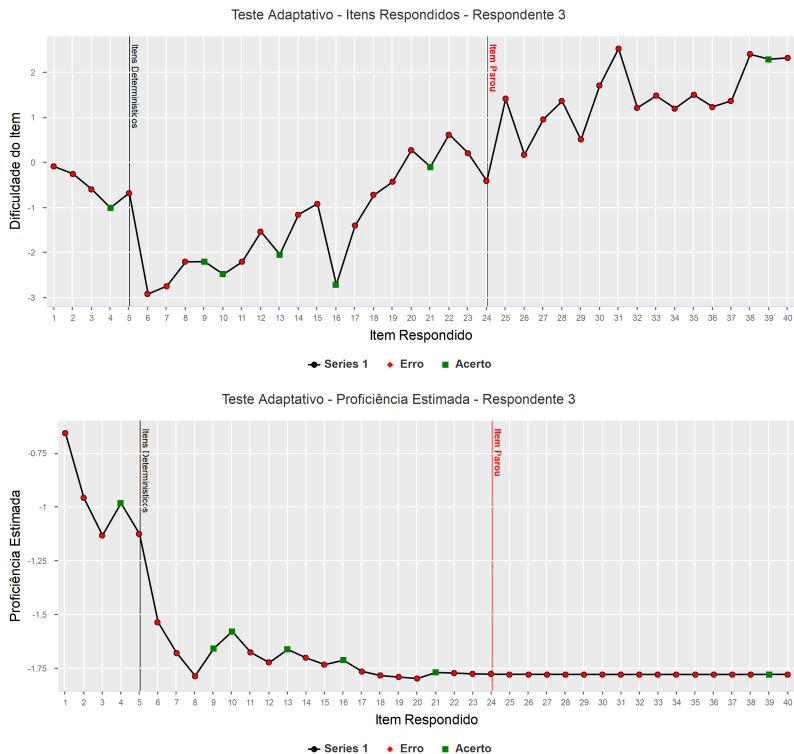 Teste Adaptativo - Itens Respondidos - Respondente 3
Dificuldade do Item
2
1
0
-1
-2
-3
Itens Determinísticos
Item Parou
1 2 3 4 5 6 7 8 9 10 11 12 13 14 15 16 17 18 19 20 21 22 23 24 25 26 27 28 29 30 31 32 33 34 35 36 37 38 39 40
Item Respondido
Series 1 Erro Acerto
Teste Adaptativo - Proficiência Estimada - Respondente 3
Proficiência Estimada
-0.75
-1
-1.25
-1.5
-1.75
Itens Determinísticos
Item Parou
1 2 3 4 5 6 7 8 9 10 11 12 13 14 15 16 17 18 19 20 21 22 23 24 25 26 27 28 29 30 31 32 33 34 35 36 37 38 39 40
Item Respondido
Series 1 Erro Acerto